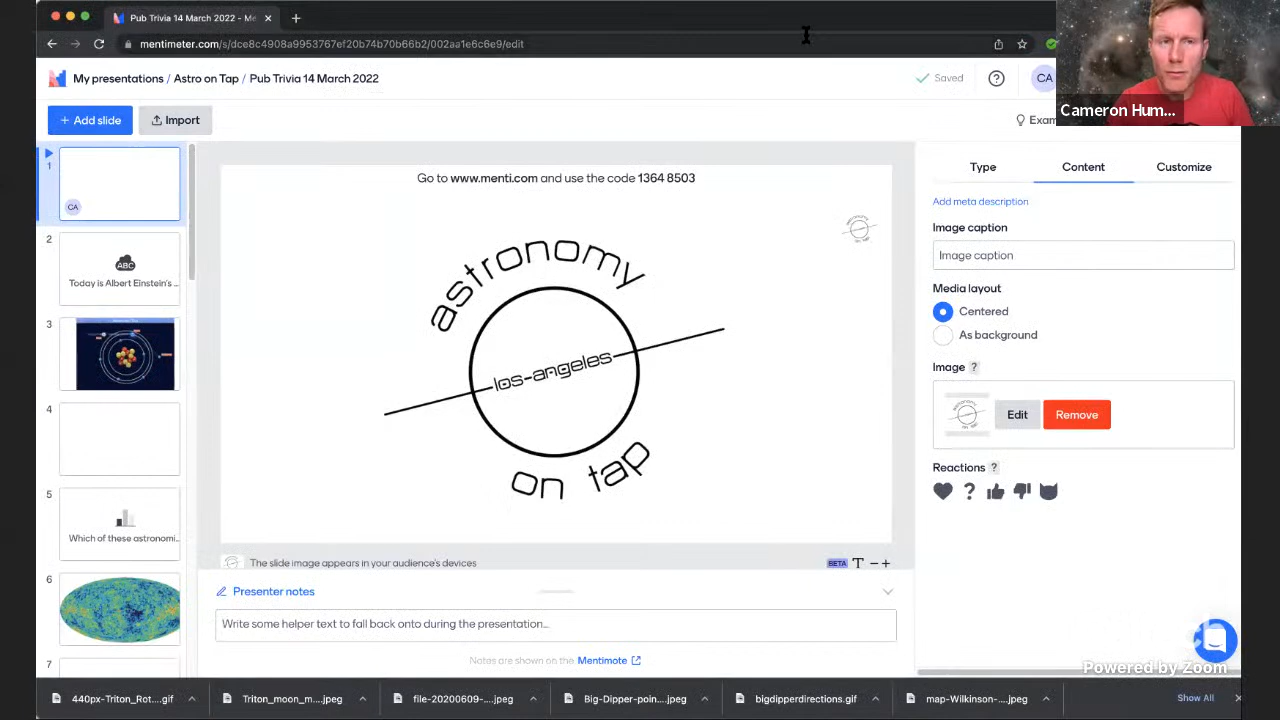 Pub Trivia 14 March 2022 - Me
mentimeter.com/s/dce8c4908a9953767ef20b74b70b66b2/002aa1e6c6e9/edit
My presentations / Astro on Tap / Pub Trivia 14 March 2022
Saved
CA
Cameron Hum...
+ Add slide
Import
Exam
1
CA
2
ABC
Today is Albert Einstein's ..
3
4
5
Which of these astronomi..
6
7
Go to www.menti.com and use the code 1364 8503
astronomy
los-angeles
on tap
The slide image appears in your audience's devices
BETA
T - +
Presenter notes
Write some helper text to fall back onto during the presentation...
Notes are shown on the Mentimote
Type
Content
Customize
Add meta description
Image caption
Image caption
Media layout
Centered
As background
Image ?
Edit
Remove
Reactions ?
Powered by Zoom
440px-Triton_Rot....gif
Triton_moon_m....jpeg
file-20200609-....jpeg
Big-Dipper-poin....jpeg
bigdipperdirections.gif
map-Wilkinson-....jpeg
Show All